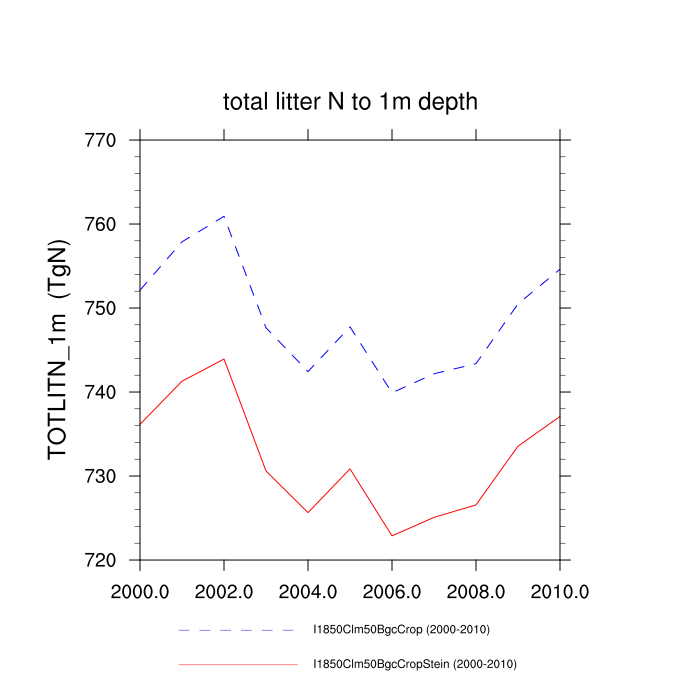 total litter N to 1m depth
TOTLITN_1m (TgN)
770
760
750
740
730
720
2000.0 2002.0 2004.0 2006.0 2008.0 2010.0
I1850Clm50BgcCrop (2000-2010)
I1850Clm50BgcCropStein (2000-2010)